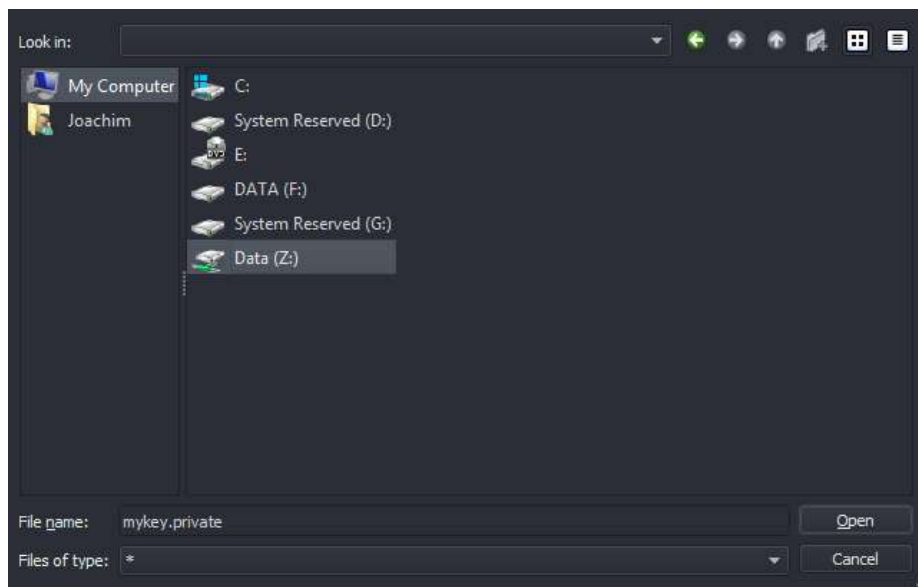 Look in:
My Computer
Joachim
C:
System Reserved (D:)
E:
DATA (F:)
System Reserved (G:)
Data (Z:)
File name: mykey.private
Open
Files of type: *
Cancel